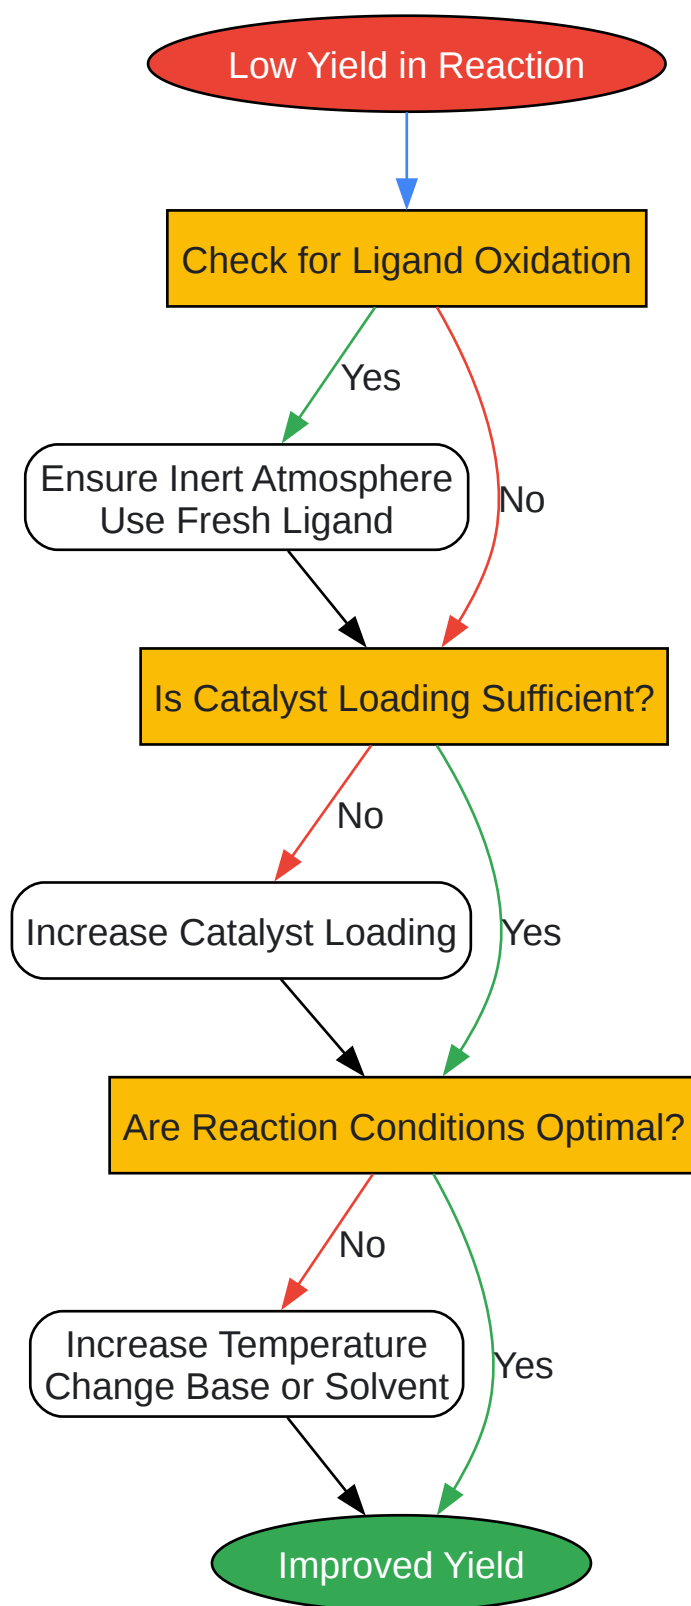 Low Yield in Reaction
Check for Ligand Oxidation
Yes
Ensure Inert Atmosphere
Use Fresh Ligand
No
Is Catalyst Loading Sufficient?
No
Increase Catalyst Loading
Yes
Are Reaction Conditions Optimal?
No
Increase Temperature
Change Base or Solvent
Yes
Improved Yield